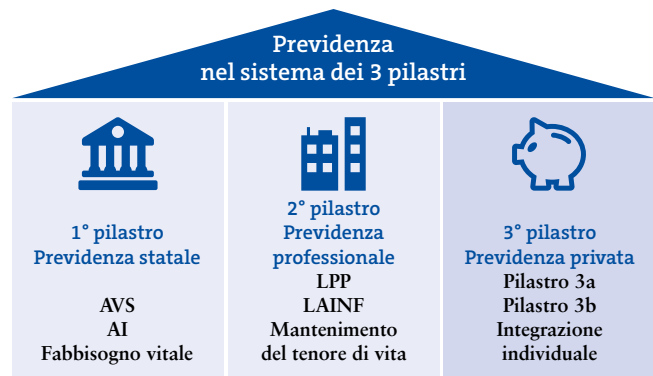 Previdenza
nel sistema dei 3 pilastri
1° pilastro
Previdenza statale
AVS
AI
Fabbisogno vitale
2° pilastro
Previdenza
professionale
LPP
LAINF
Mantenimento
del tenore di vita
3° pilastro
Previdenza privata
Pilastro 3a
Pilastro 3b
Integrazione
individuale